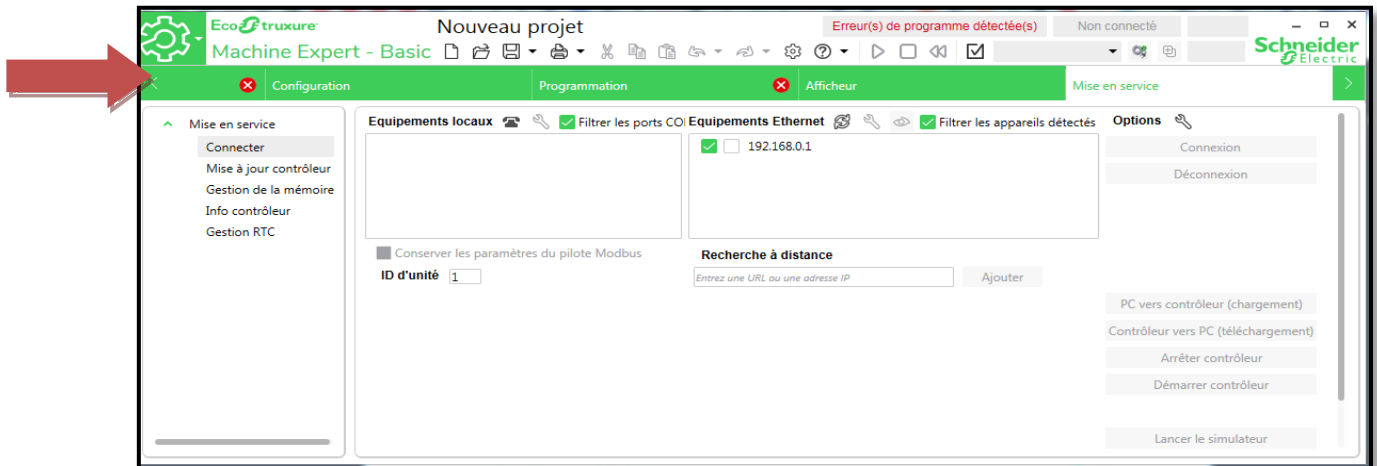 EcoStruxure
Nouveau projet
Erreur(s) de programme détectée(s)
Non connecté
Machine Expert - Basic
Schneider
Electric
Configuration
Programmation
Afficheur
Mise en service
Mise en service
Connecter
Mise à jour contrôleur
Gestion de la mémoire
Info contrôleur
Gestion RTC
Equipements locaux
Filtrer les ports CO
Equipements Ethernet
Filtrer les appareils détectés
192.168.0.1
Conserver les paramètres du pilote Modbus
ID d'unité 1
Recherche à distance
Entrez une URL ou une adresse IP
Ajouter
Options
Connexion
Déconnexion
PC vers contrôleur (chargement)
Contrôleur vers PC (téléchargement)
Arrêter contrôleur
Démarrer contrôleur
Lancer le simulateur